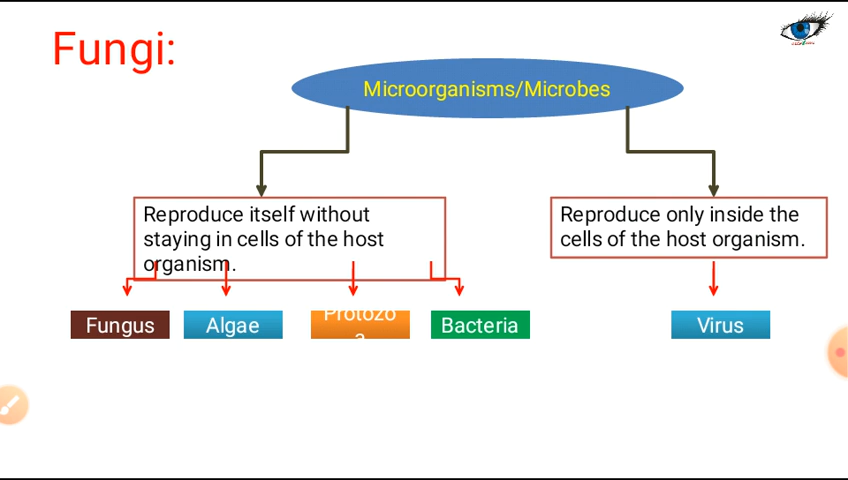 Fungi:
Microorganisms/Microbes
Reproduce itself without
staying in cells of the host
organism.
Reproduce only inside the
cells of the host organism.
Fungus
Algae
Protozo
a
Bacteria
Virus